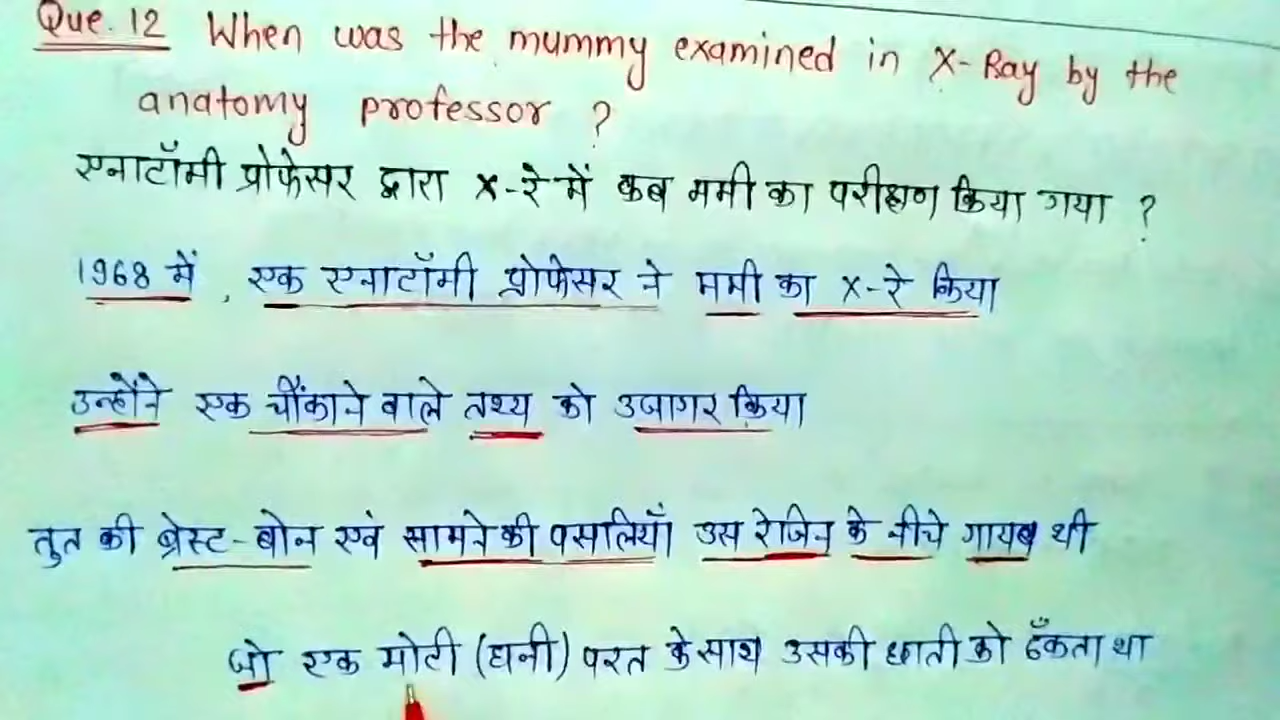 Que. 12 When was the mummy examined in X-Ray by the
anatomy professor ?
एनाटॉमी प्रोफेसर द्वारा X-रे में कब ममी का परीक्षण किया गया ?
1968 में , एक एनाटॉमी प्रोफेसर ने ममी का X-रे किया
उन्होंने एक चौंकाने वाले तथ्य को उजागर किया
तुत की ब्रेस्ट-बोन एवं सामने की पसलियाँ उस रेजिन के नीचे गायब थी
जो एक मोटी (घनी) परत के साथ उसकी छाती को ढँकता था